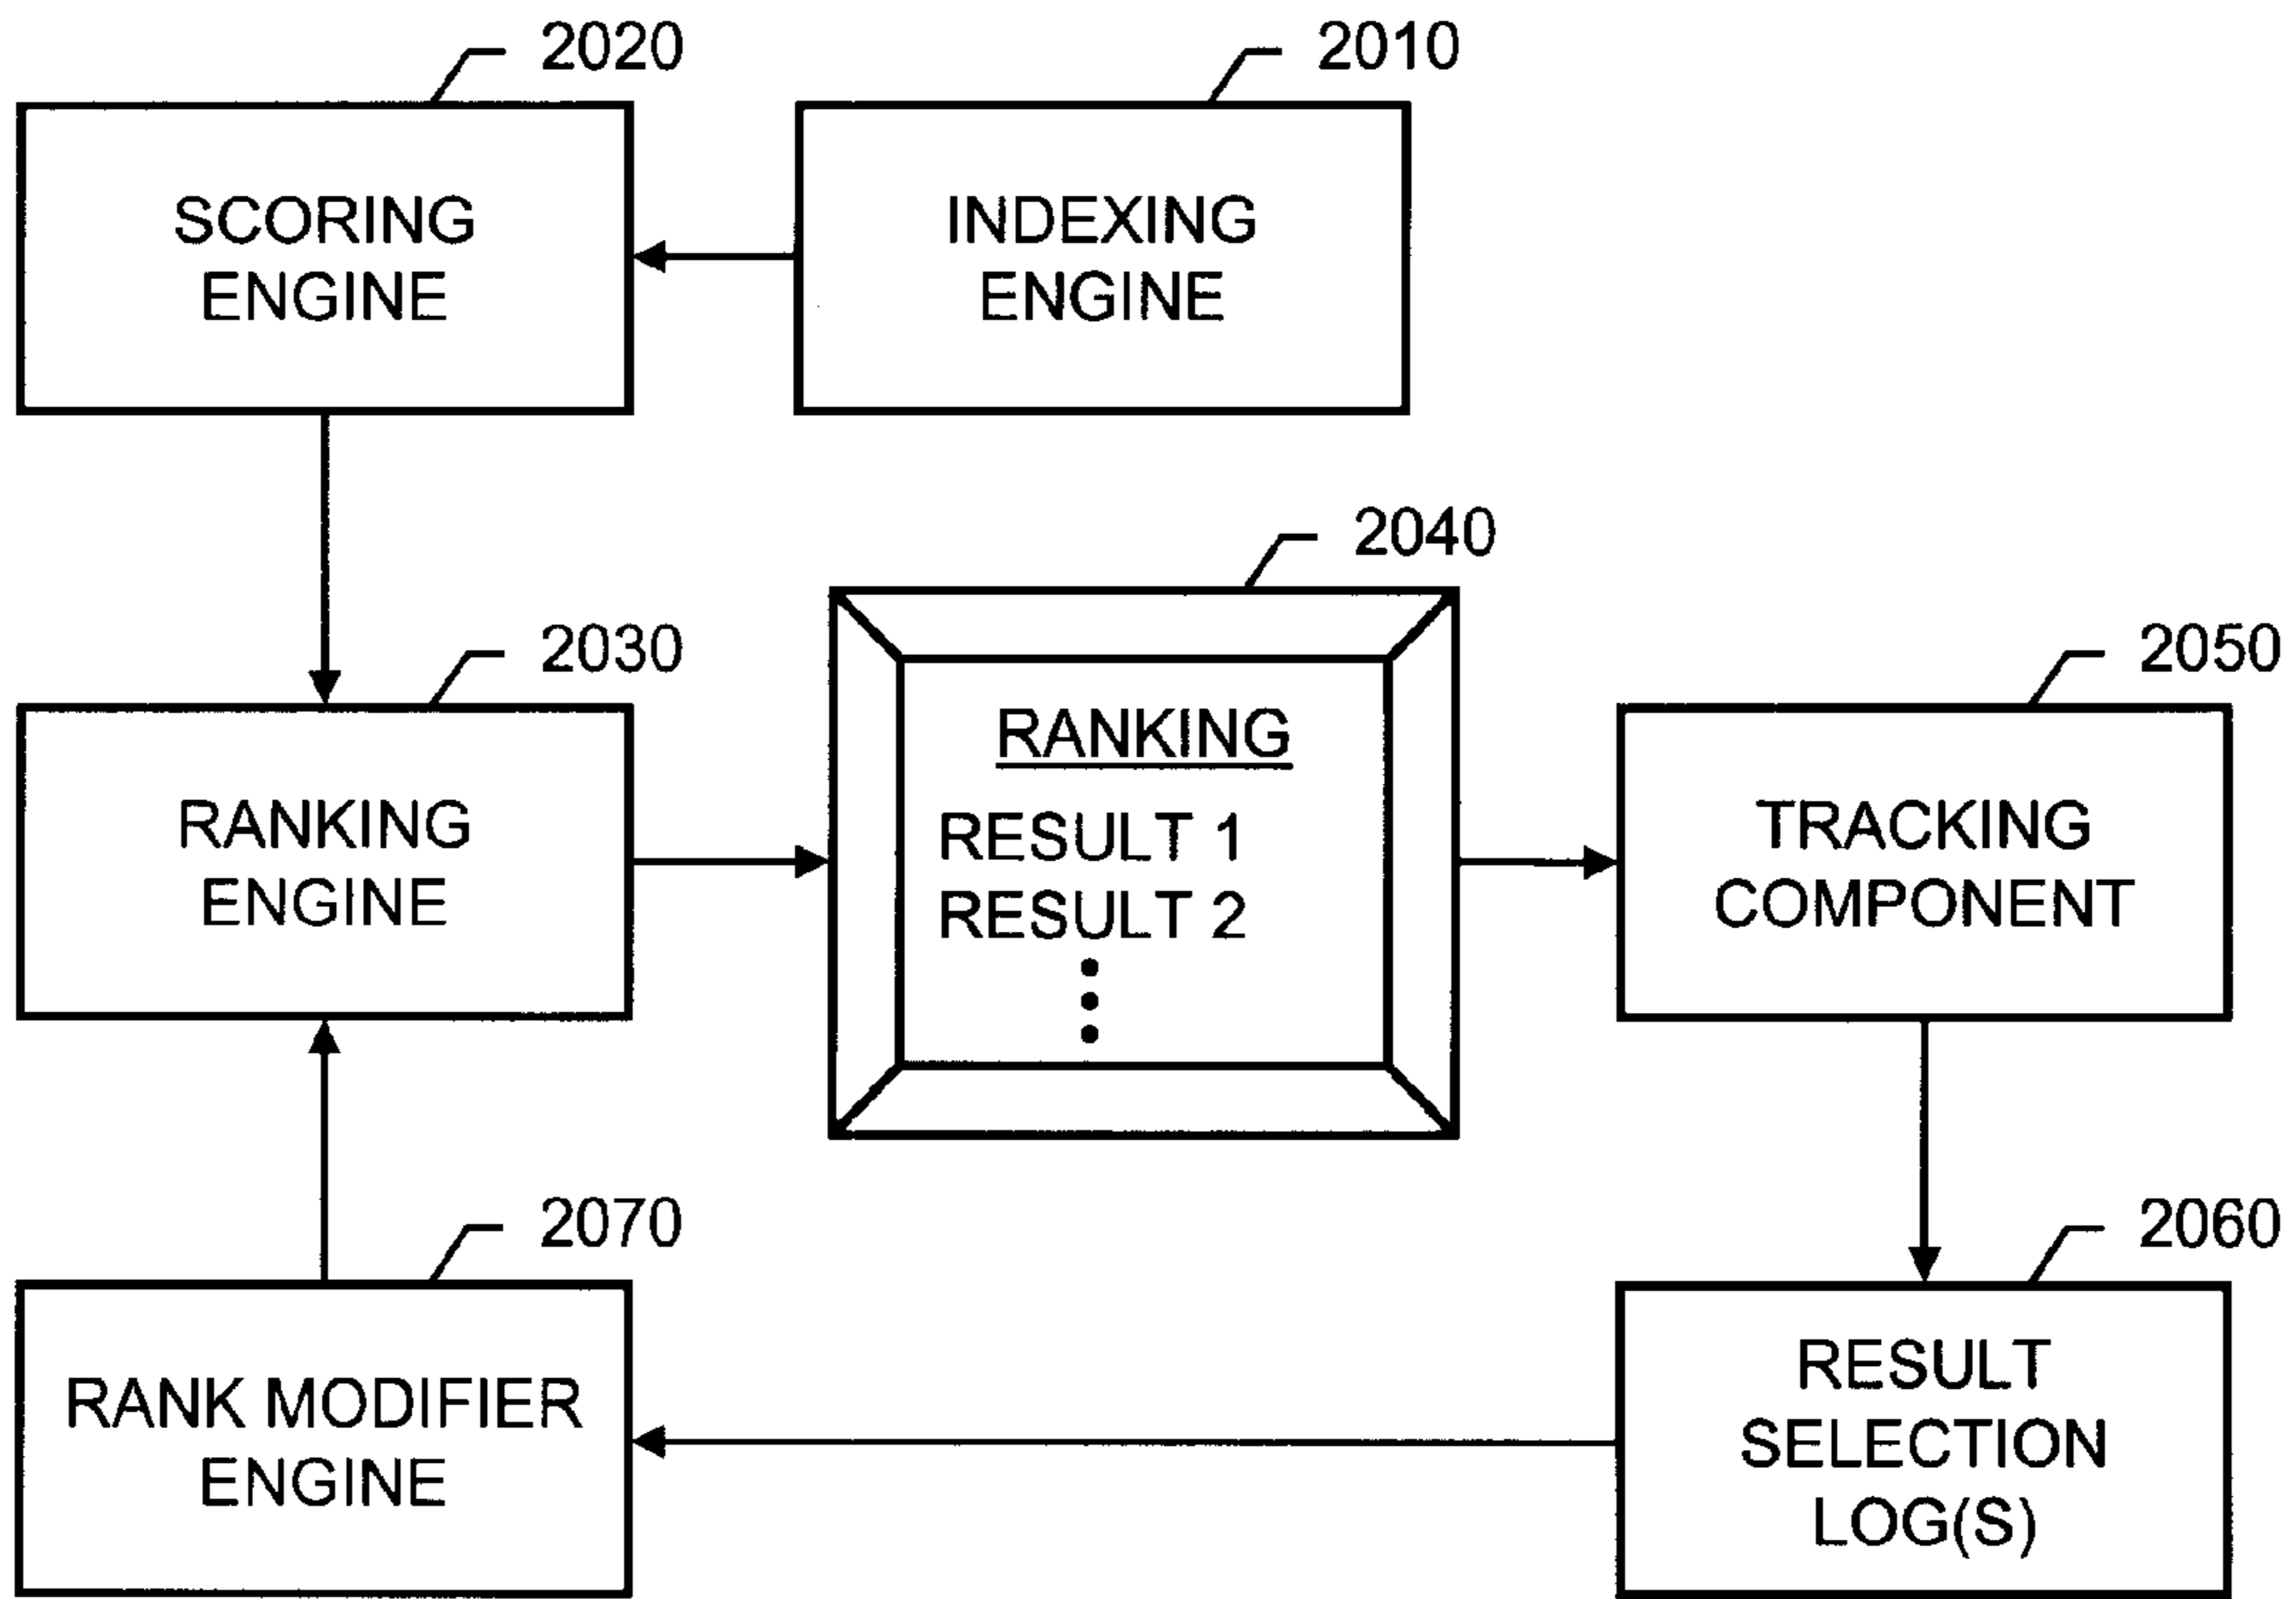 2020
2010
SCORING
ENGINE
INDEXING
ENGINE
2040
2030
2050
RANKING
ENGINE
RANKING
RESULT 1
RESULT 2
TRACKING
COMPONENT
2070
2060
RANK MODIFIER
ENGINE
RESULT
SELECTION
LOG(S)